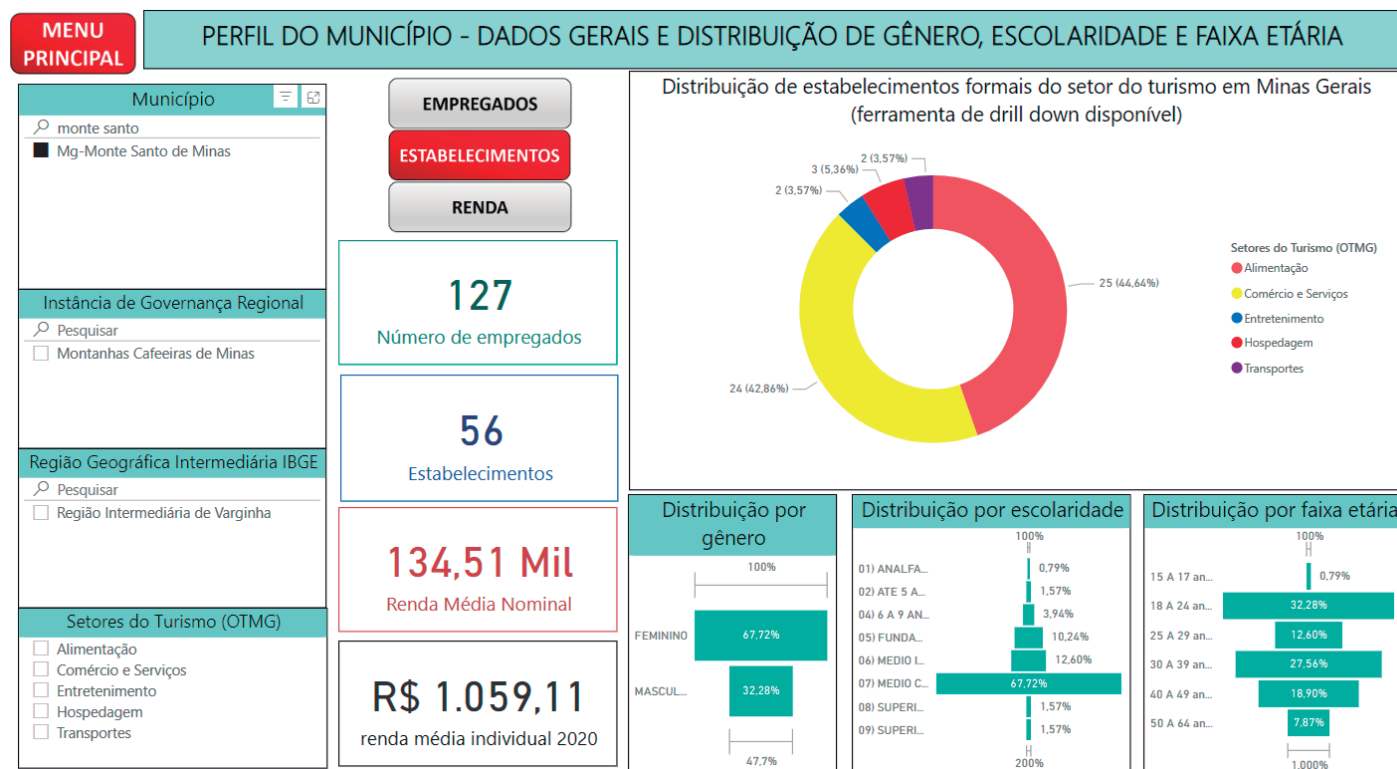 MENU
PRINCIPAL
PERFIL DO MUNICÍPIO - DADOS GERAIS E DISTRIBUIÇÃO DE GÊNERO, ESCOLARIDADE E FAIXA ETÁRIA
Município
monte santo
Mg-Monte Santo de Minas
Instância de Governança Regional
Pesquisar
Montanhas Cafeeiras de Minas
Região Geográfica Intermediária IBGE
Pesquisar
Região Intermediária de Varginha
Setores do Turismo (OTMG)
Alimentação
Comércio e Serviços
Entretenimento
Hospedagem
Transportes
EMPREGADOS
ESTABELECIMENTOS
RENDA
127
Número de empregados
56
Estabelecimentos
134,51 Mil
Renda Média Nominal
R$ 1.059,11
renda média individual 2020
Distribuição de estabelecimentos formais do setor do turismo em Minas Gerais
(ferramenta de drill down disponível)
2 (3,57%)
3 (5,36%)
2 (3,57%)
25 (44,64%)
24 (42,86%)
Setores do Turismo (OTMG)
Alimentação
Comércio e Serviços
Entretenimento
Hospedagem
Transportes
Distribuição por
gênero
100%
FEMININO 67,72%
MASCUL... 32,28%
47,7%
Distribuição por escolaridade
100%
01) ANALFA... 0,79%
02) ATE 5 A... 1,57%
04) 6 A 9 AN... 3,94%
05) FUNDA... 10,24%
06) MEDIO I... 12,60%
07) MEDIO C... 67,72%
08) SUPERI... 1,57%
09) SUPERI... 1,57%
200%
Distribuição por faixa etária
100%
15 A 17 an... 0,79%
18 A 24 an... 32,28%
25 A 29 an... 12,60%
30 A 39 an... 27,56%
40 A 49 an... 18,90%
50 A 64 an... 7,87%
1.000%